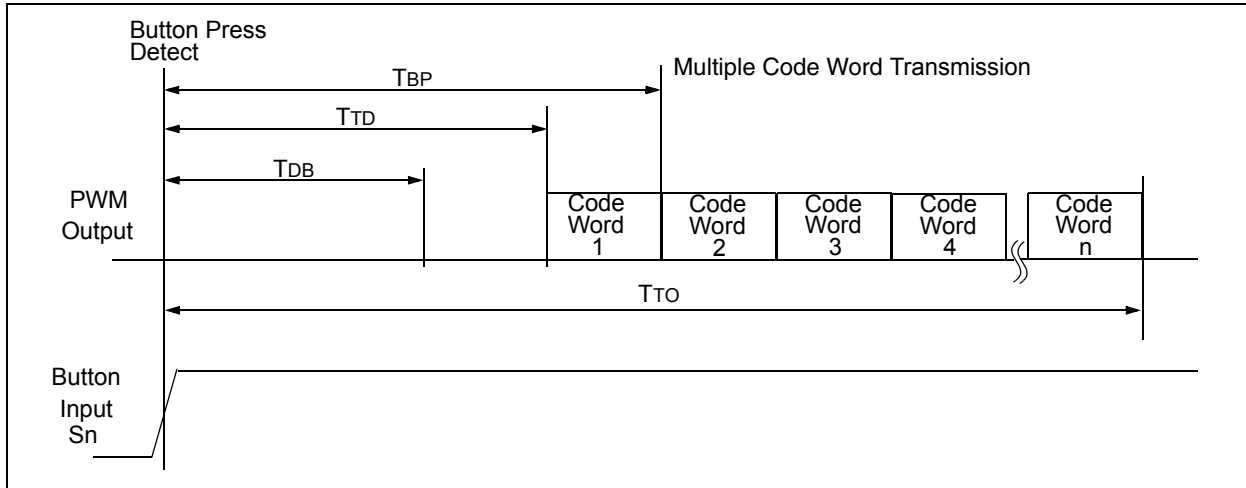 Button Press
Detect
TBP
Multiple Code Word Transmission
TTD
TDB
PWM
Output
Code
Word
1
Code
Word
2
Code
Word
3
Code
Word
4
Code
Word
n
TTO
Button
Input
Sn